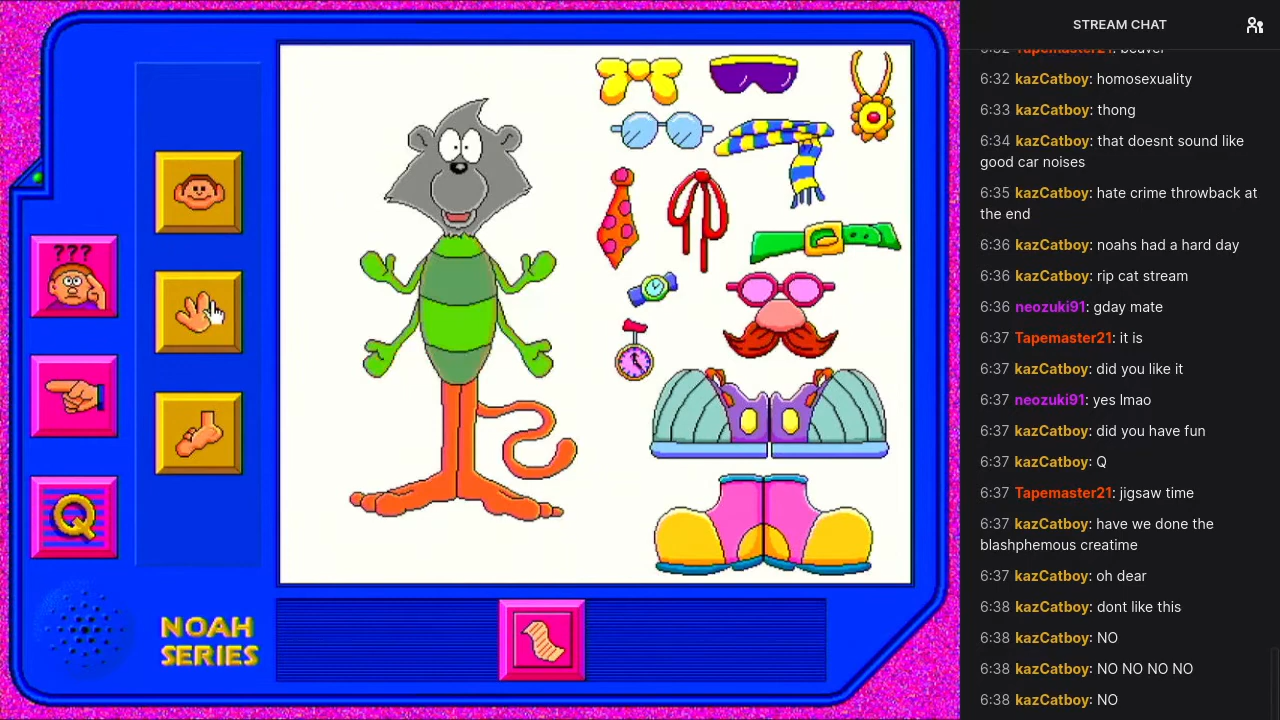 STREAM CHAT
6:32 Tapemaster21: beaver
6:32 kazCatboy: homosexuality
6:33 kazCatboy: thong
6:34 kazCatboy: that doesnt sound like
good car noises
6:35 kazCatboy: hate crime throwback at
the end
6:36 kazCatboy: noahs had a hard day
6:36 kazCatboy: rip cat stream
6:36 neozuki91: gday mate
6:37 Tapemaster21: it is
6:37 kazCatboy: did you like it
6:37 neozuki91: yes lmao
6:37 kazCatboy: did you have fun
6:37 kazCatboy: Q
6:37 Tapemaster21: jigsaw time
6:37 kazCatboy: have we done the
blashphemous creatime
6:37 kazCatboy: oh dear
6:38 kazCatboy: dont like this
6:38 kazCatboy: NO
6:38 kazCatboy: NO NO NO NO
6:38 kazCatboy: NO
???
Q
NOAH
SERIES